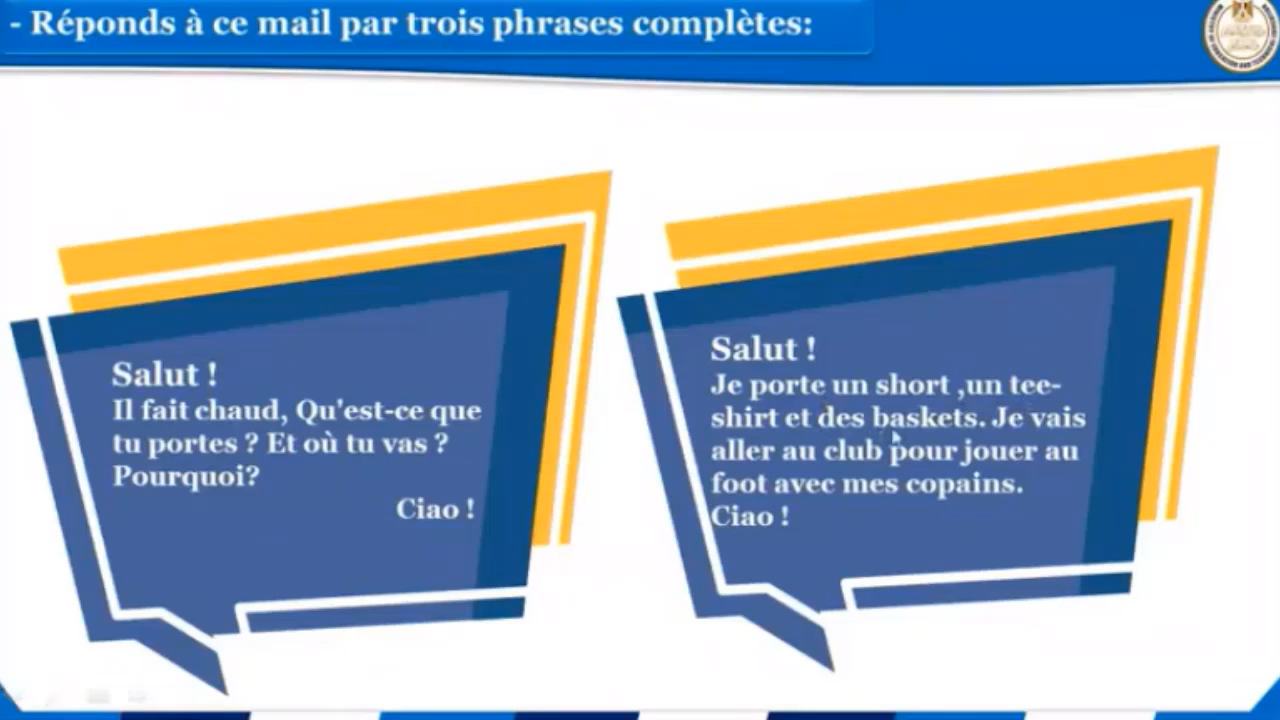 - Réponds à ce mail par trois phrases complètes:
Salut !
Il fait chaud, Qu'est-ce que
tu portes ? Et où tu vas ?
Pourquoi?
Ciao !
Salut !
Je porte un short ,un tee-
shirt et des baskets. Je vais
aller au club pour jouer au
foot avec mes copains.
Ciao !